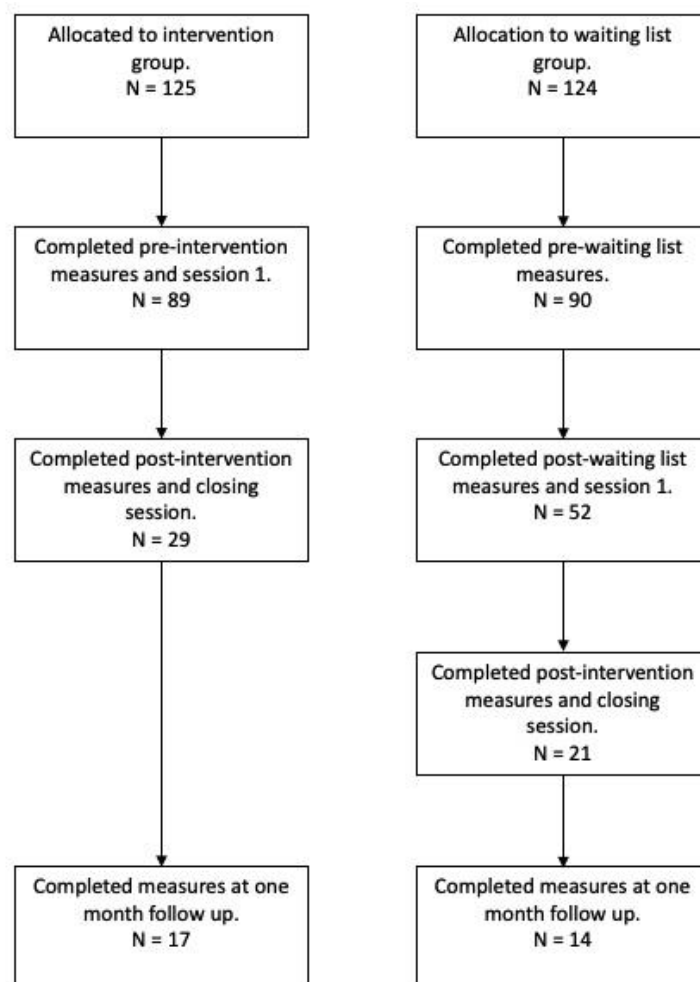 Allocated to intervention
group.
N = 125
Allocation to waiting list
group.
N = 124
Completed pre-intervention
measures and session 1.
N = 89
Completed pre-waiting list
measures.
N = 90
Completed post-intervention
measures and closing
session.
N = 29
Completed post-waiting list
measures and session 1.
N = 52
Completed post-intervention
measures and closing
session.
N = 21
Completed measures at one
month follow up.
N = 17
Completed measures at one
month follow up.
N = 14